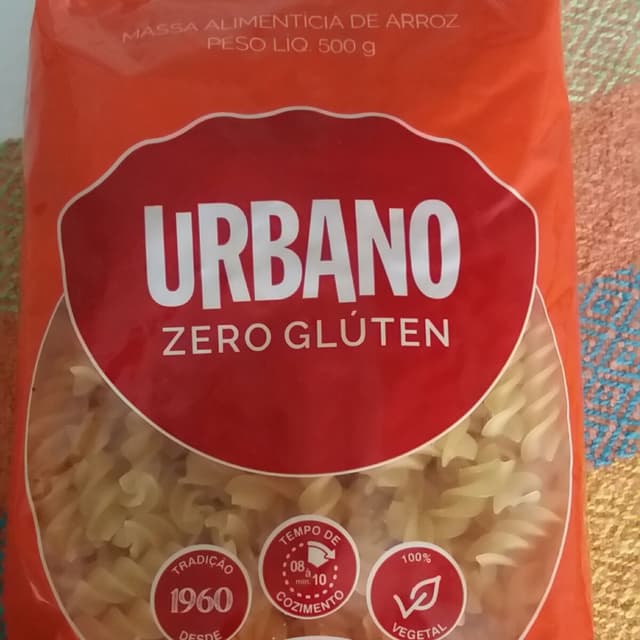 MASSA ALIMENTÍCIA DE ARROZ
PESO LÍQ. 500 g
URBANO
ZERO GLÚTEN
TRADIÇÃO
1960
DESDE
TEMPO DE
08 a 10
min.
COZIMENTO
100%
VEGETAL